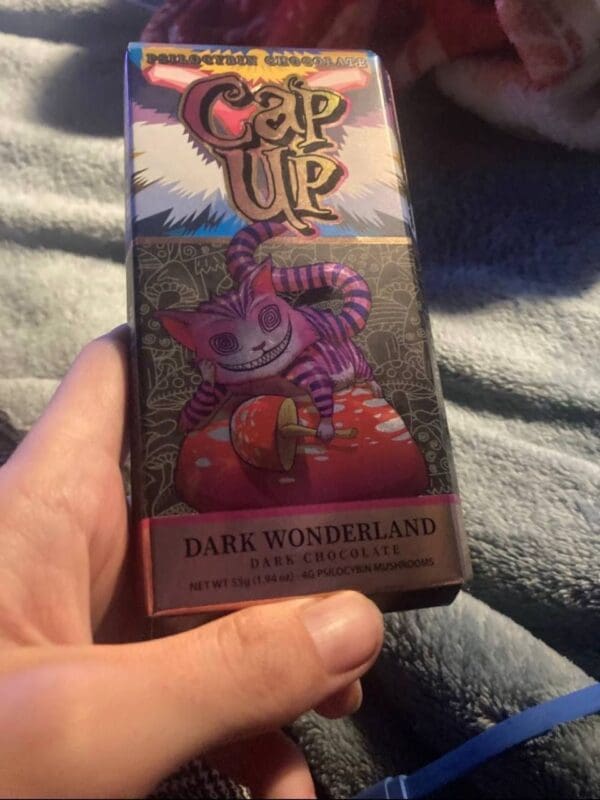 PSILOCYBIN CHOCOLATE
CAP
UP
DARK WONDERLAND
DARK CHOCOLATE
NET WT 55g (1.94 oz) - 4G PSILOCYBIN MUSHROOMS